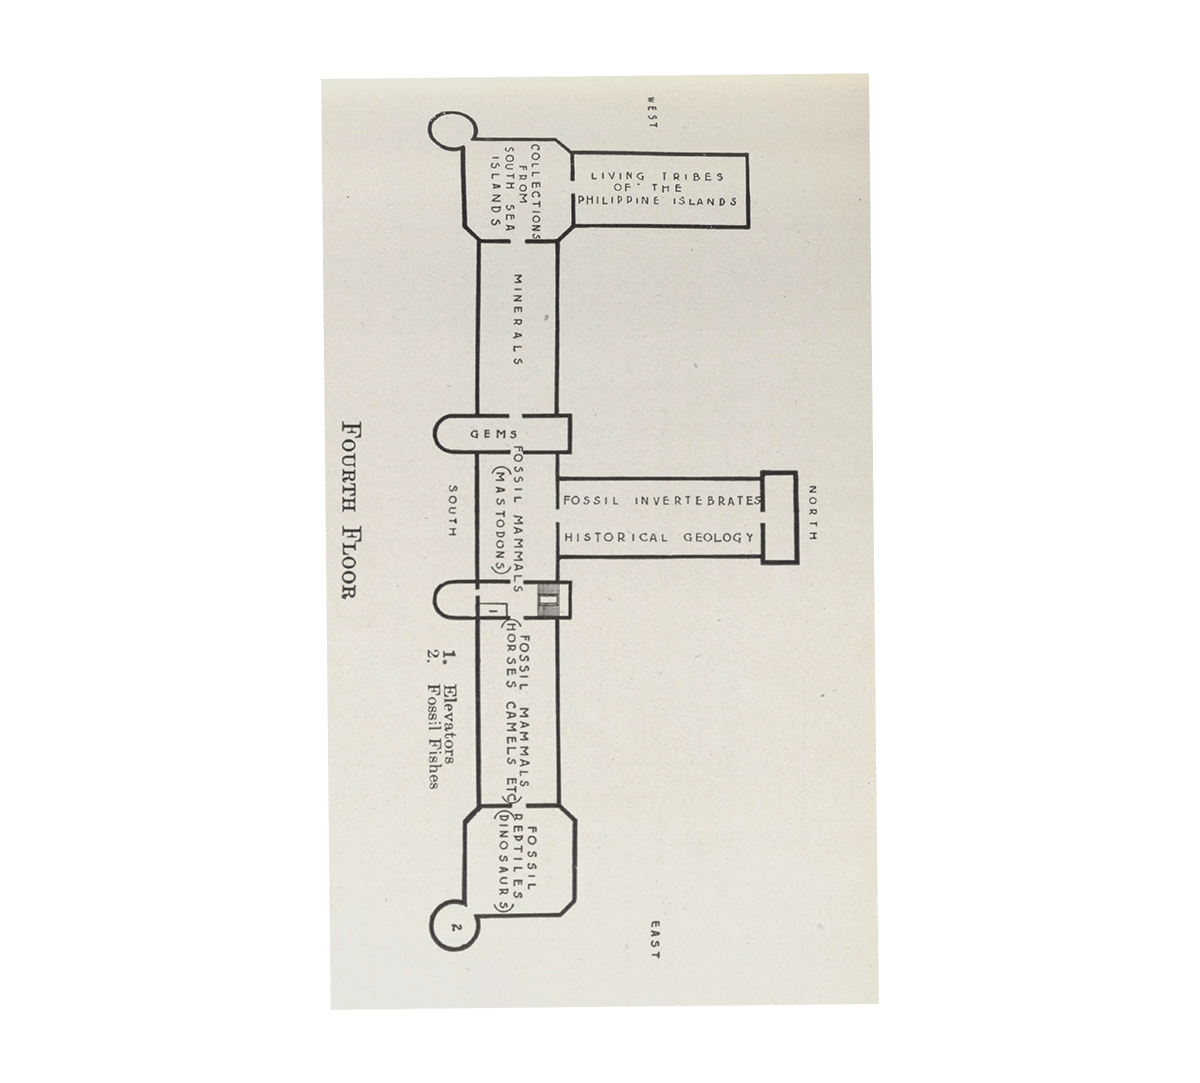 WEST
LIVING TRIBES
OF THE
PHILIPPINE ISLANDS
COLLECTIONS
FROM
SOUTH SEA
ISLANDS
MINERALS
GEMS
FOSSIL MAMMALS
(MASTODONS)
FOSSIL INVERTEBRATES
HISTORICAL GEOLOGY
NORTH
SOUTH
1
FOSSIL MAMMALS
(HORSES CAMELS ETC)
FOSSIL
REPTILES
(DINOSAURS)
2
EAST
1. Elevators
2. Fossil Fishes
FOURTH FLOOR